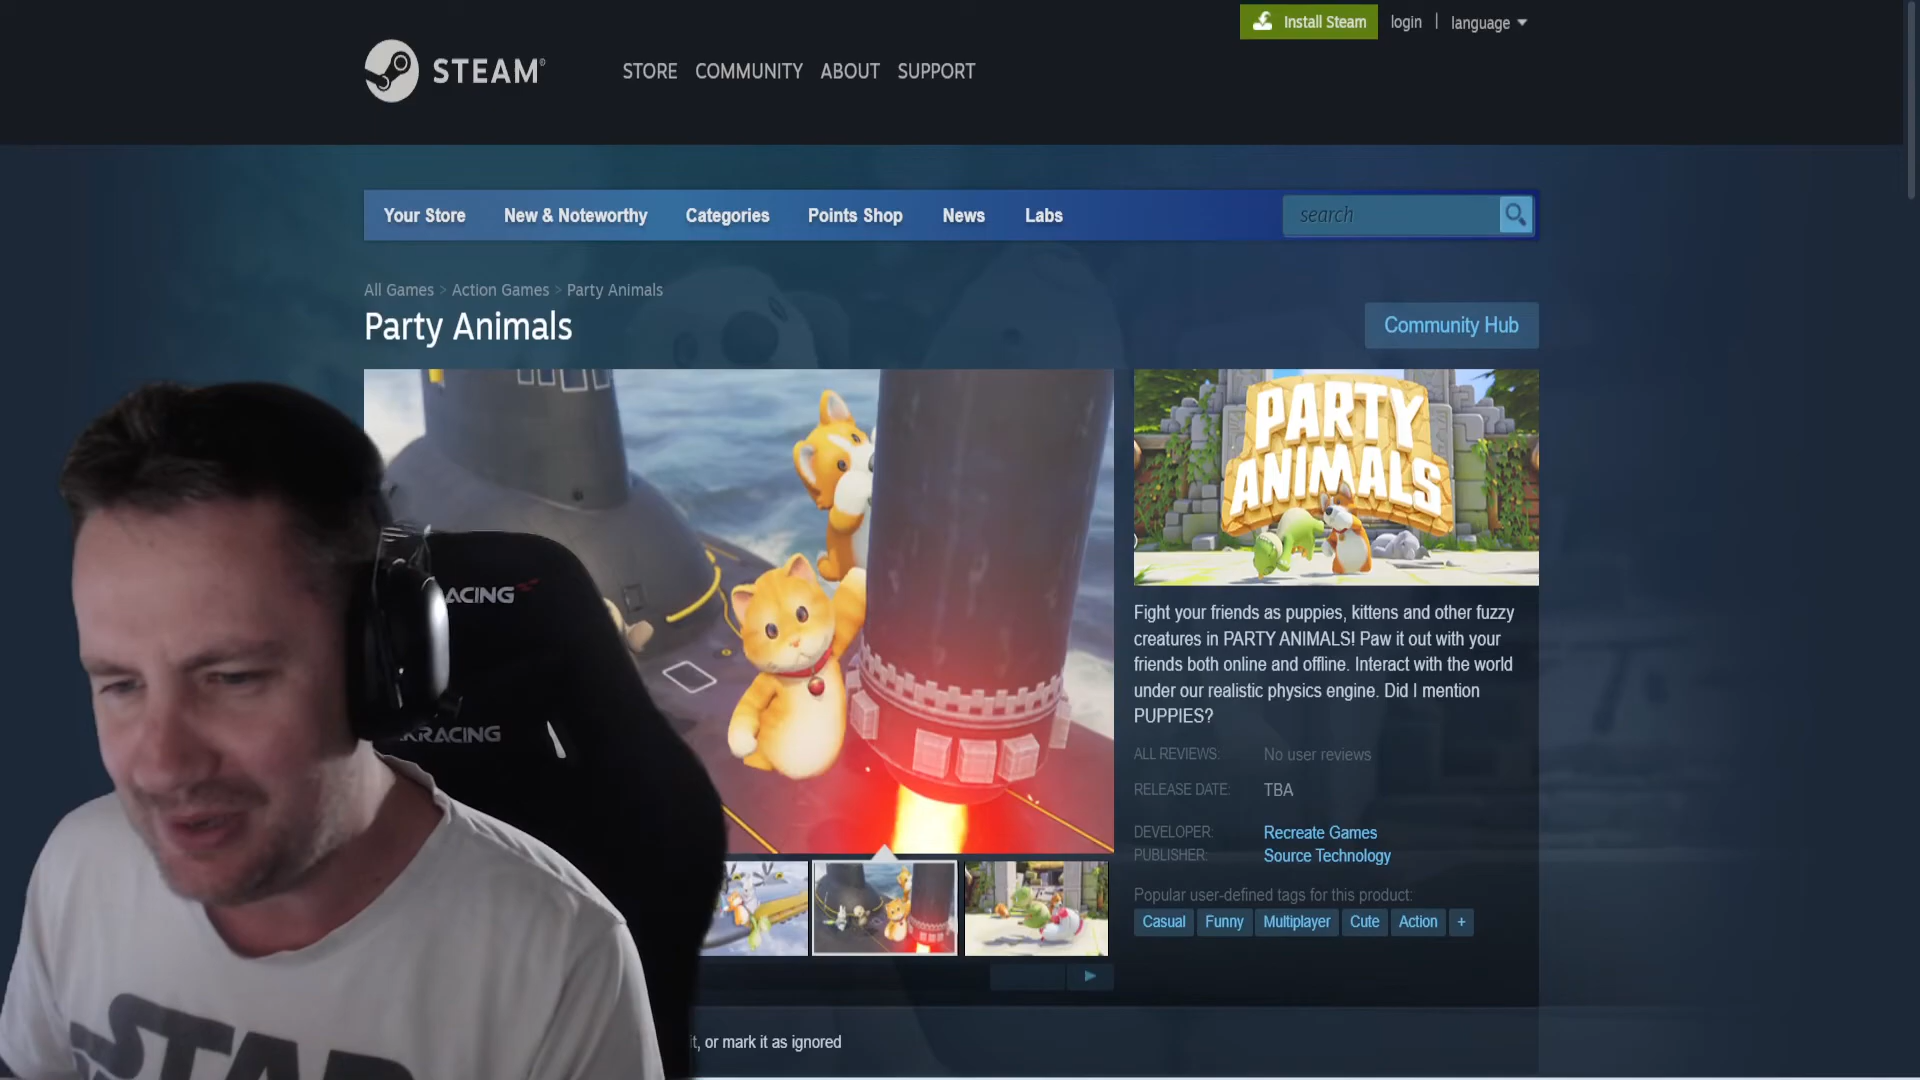 Install Steam
login
language
STEAM
STORE
COMMUNITY
ABOUT
SUPPORT
Your Store
New & Noteworthy
Categories
Points Shop
News
Labs
search
All Games > Action Games > Party Animals
Party Animals
Community Hub
PARTY
ANIMALS
Fight your friends as puppies, kittens and other fuzzy
creatures in PARTY ANIMALS! Paw it out with your
friends both online and offline. Interact with the world
under our realistic physics engine. Did I mention
PUPPIES?
ALL REVIEWS: No user reviews
RELEASE DATE: TBA
DEVELOPER: Recreate Games
PUBLISHER: Source Technology
Popular user-defined tags for this product:
Casual
Funny
Multiplayer
Cute
Action
+
ACING
KRACING
STAR
it, or mark it as ignored